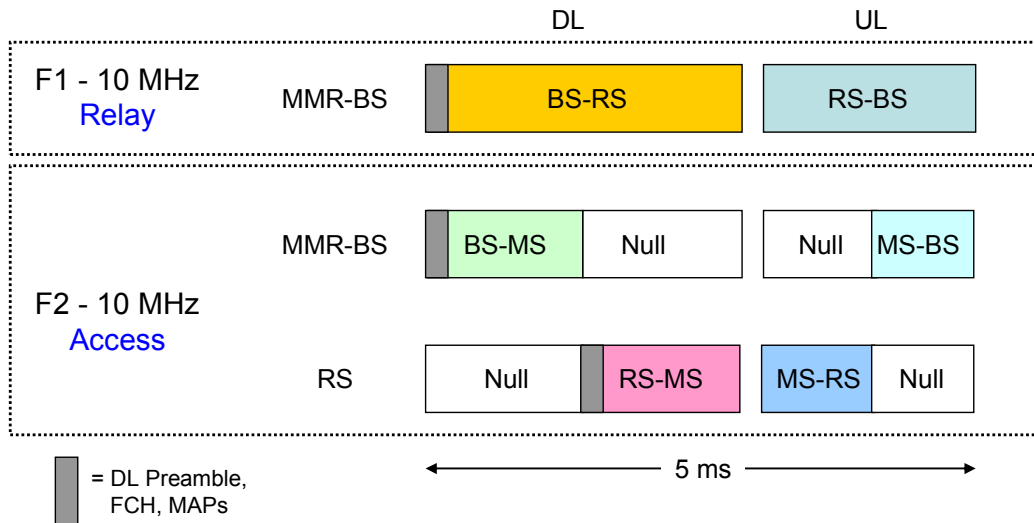 DL UL
F1 - 10 MHz
Relay
MMR-BS BS-RS RS-BS
MMR-BS BS-MS Null Null MS-BS
F2 - 10 MHz
Access
RS Null RS-MS MS-RS Null
5 ms
= DL Preamble,
FCH, MAPs